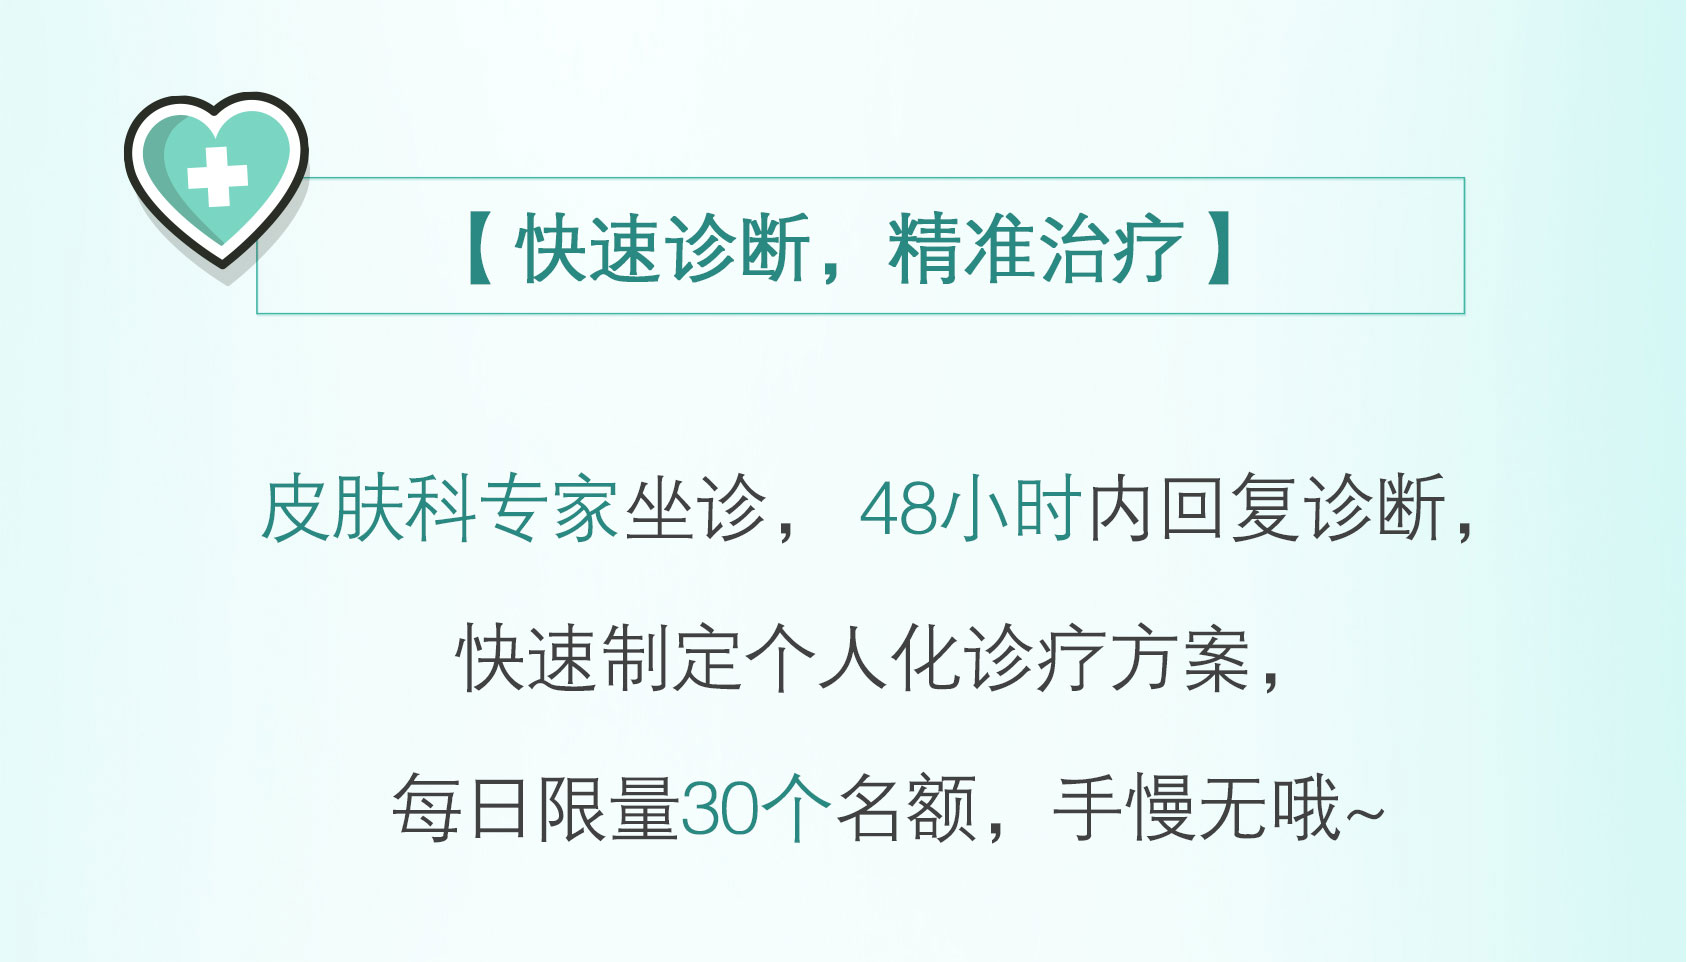 【快速诊断，精准治疗】
皮肤科专家坐诊， 48小时内回复诊断，
快速制定个人化诊疗方案，
每日限量30个名额，手慢无哦~